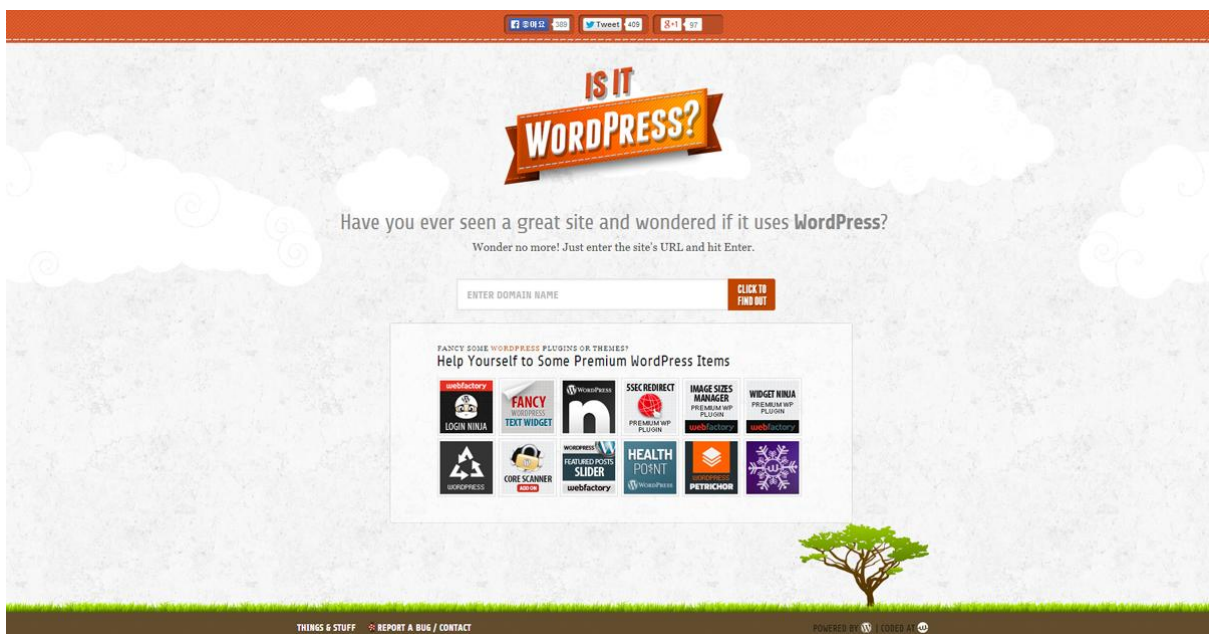 좋아요 389 Tweet 409 g+1 97
IS IT
WORDPRESS?
Have you ever seen a great site and wondered if it uses WordPress?
Wonder no more! Just enter the site's URL and hit Enter.
ENTER DOMAIN NAME
CLICK TO
FIND OUT
FANCY SOME WORDPRESS PLUGINS OR THEMES?
Help Yourself to Some Premium WordPress Items
webfactory
LOGIN NINJA
FANCY
WORDPRESS
TEXT WIDGET
WORDPRESS
n
5SEC REDIRECT
PREMIUM WP
PLUGIN
IMAGE SIZES
MANAGER
PREMIUM WP
PLUGIN
webfactory
WIDGET NINJA
PREMIUM WP
PLUGIN
webfactory
WORDPRESS
CORE SCANNER
ADD-ON
WORDPRESS
FEATURED POSTS
SLIDER
webfactory
HEALTH
POINT
WORDPRESS
WORDPRESS
PETRICHOR
THINGS & STUFF REPORT A BUG / CONTACT POWERED BY | CODED AT